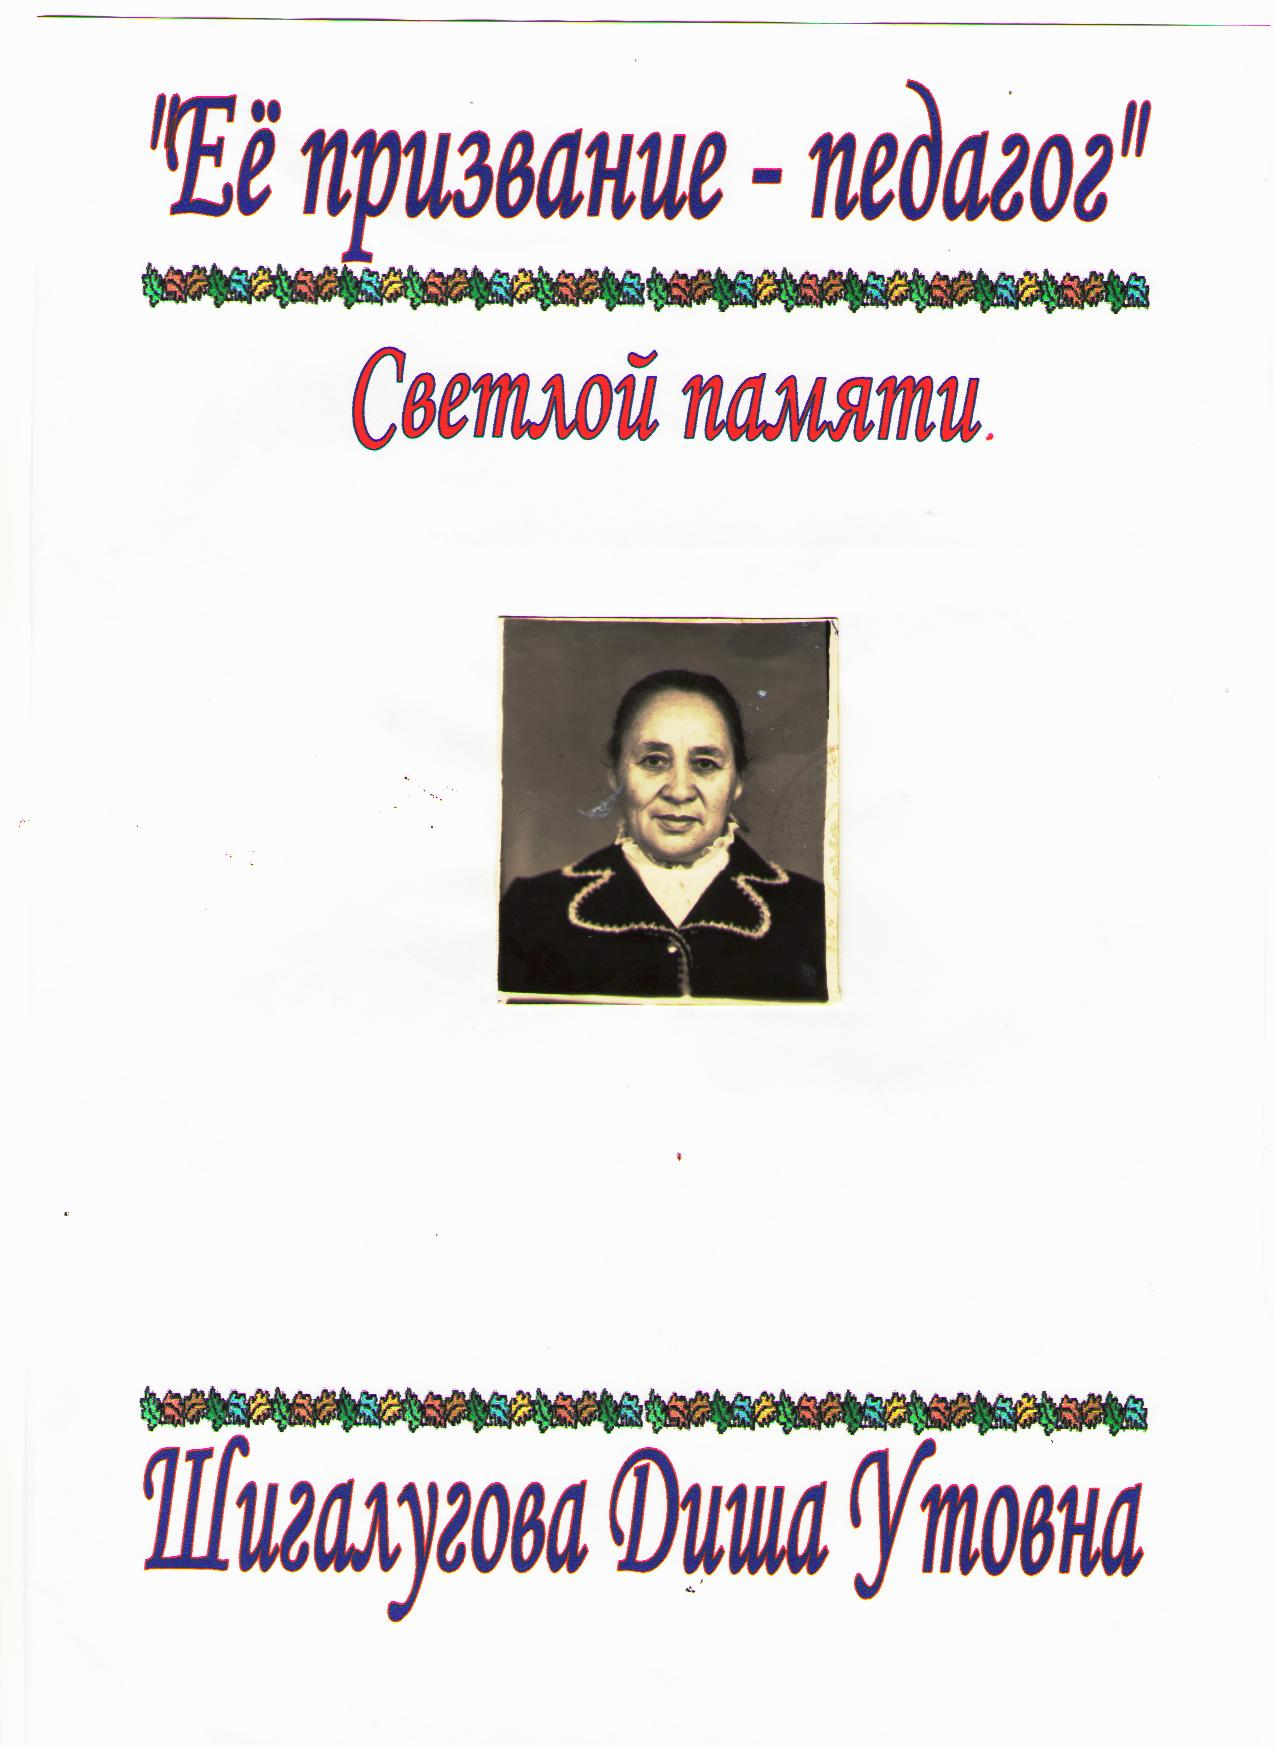 "Её призвание - педагог"
Светлой памяти.
Шигалугова Диша Утовна